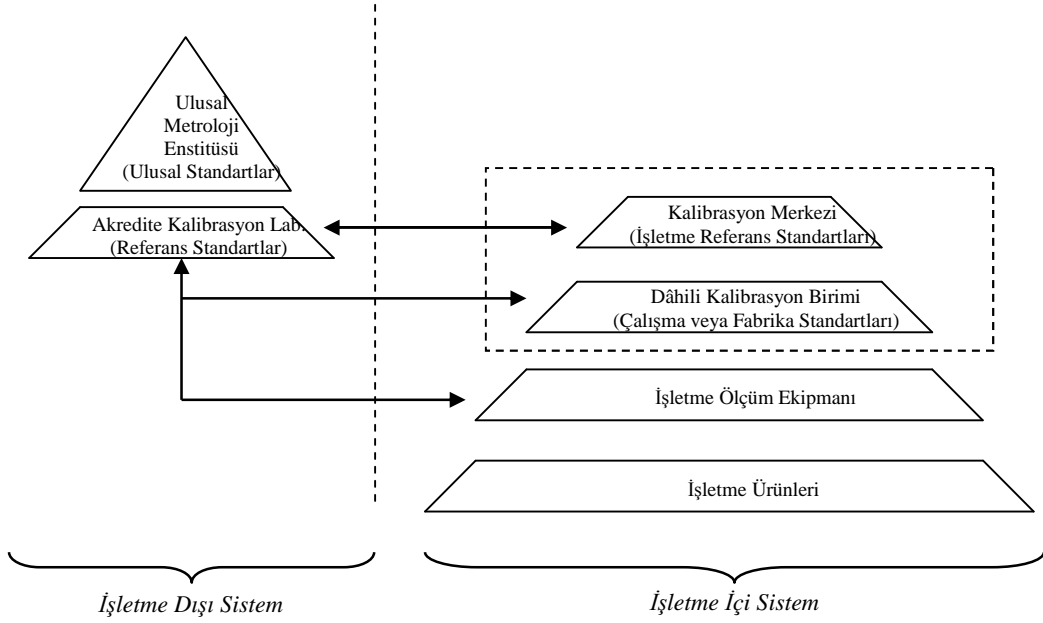 Ulusal
Metroloji
Enstitüsü
(Ulusal Standartlar)
Akredite Kalibrasyon Lab.
(Referans Standartlar)
Kalibrasyon Merkezi
(İşletme Referans Standartları)
Dâhili Kalibrasyon Birimi
(Çalışma veya Fabrika Standartları)
İşletme Ölçüm Ekipmanı
İşletme Ürünleri
İşletme Dışı Sistem
İşletme İçi Sistem